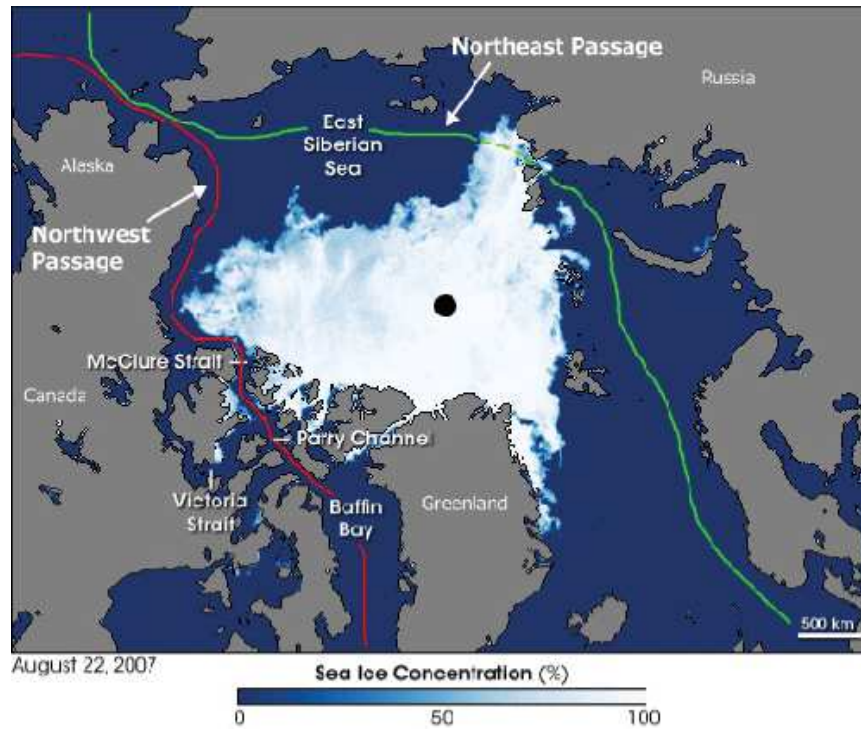 Northeast Passage
Russia
East
Siberian
Sea
Alaska
Northwest
Passage
McClure Strait
Canada
Parry Channel
Victoria
Strait
Baffin
Bay
Greenland
500 km
August 22, 2007
Sea Ice Concentration (%)
0 50 100